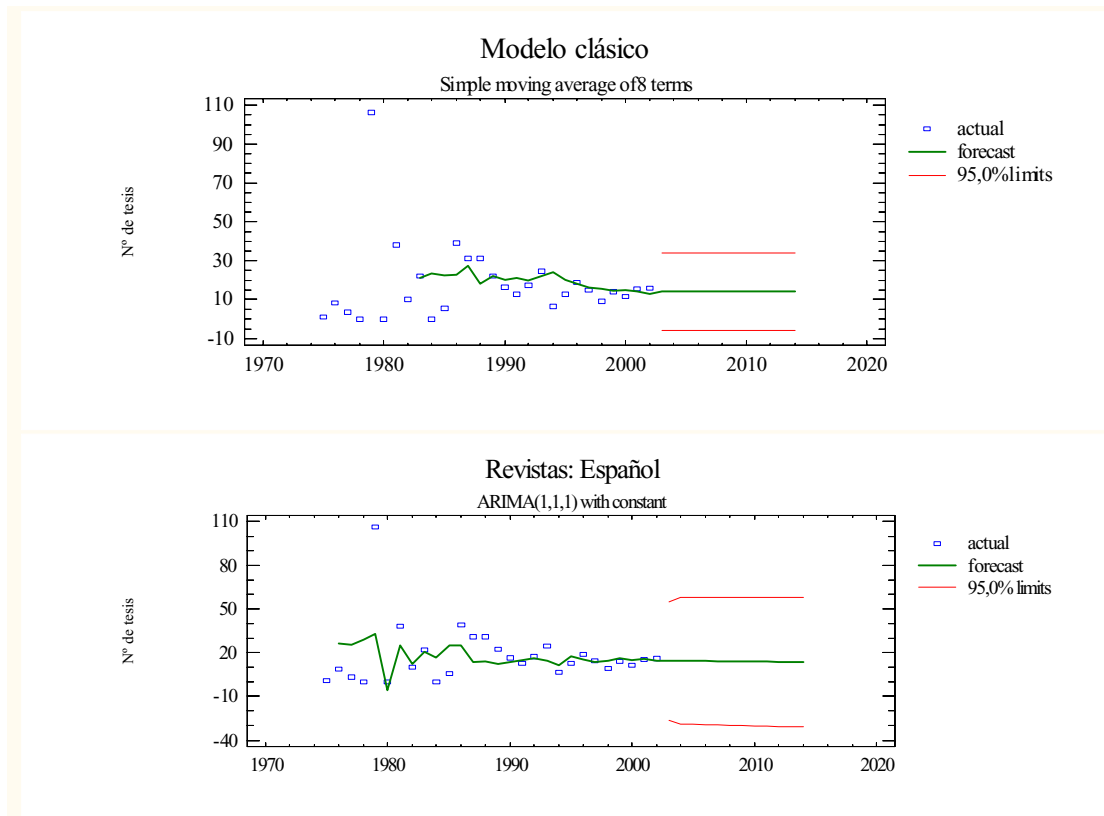 Modelo clásico
Simple moving average of 8 terms
Nº de tesis
110
90
70
50
30
10
-10
1970 1980 1990 2000 2010 2020
actual
forecast
95,0% limits
Revistas: Español
ARIMA(1,1,1) with constant
Nº de tesis
110
80
50
20
-10
-40
1970 1980 1990 2000 2010 2020
actual
forecast
95,0% limits